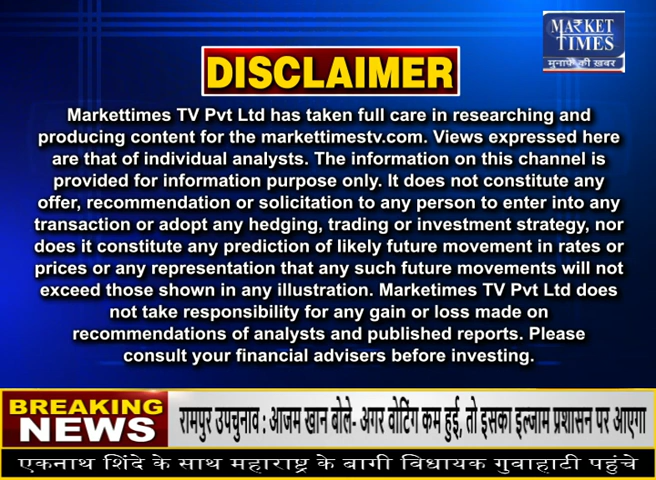 MARKET
TIMES
मुनाफे की ख़बर
DISCLAIMER
Markettimes TV Pvt Ltd has taken full care in researching and
producing content for the markettimestv.com. Views expressed here
are that of individual analysts. The information on this channel is
provided for information purpose only. It does not constitute any
offer, recommendation or solicitation to any person to enter into any
transaction or adopt any hedging, trading or investment strategy, nor
does it constitute any prediction of likely future movement in rates or
prices or any representation that any such future movements will not
exceed those shown in any illustration. Marketimes TV Pvt Ltd does
not take responsibility for any gain or loss made on
recommendations of analysts and published reports. Please
consult your financial advisers before investing.
BREAKING
NEWS
रामपुर उपचुनाव : आजम खान बोले- अगर वोटिंग कम हुई, तो इसका इल्जाम प्रशासन पर आएगा
एकनाथ शिंदे के साथ महाराष्ट्र के बागी विधायक गुवाहाटी पहुंचे